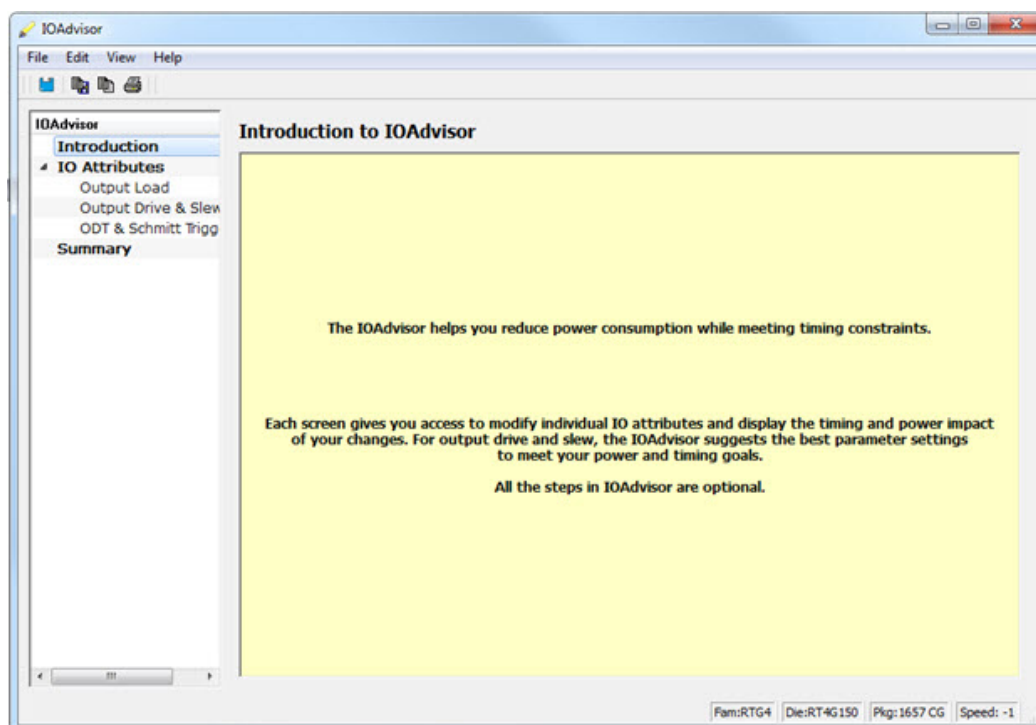 IOAdvisor
File Edit View Help
IOAdvisor
Introduction
IO Attributes
Output Load
Output Drive & Slew
ODT & Schmitt Trigg
Summary
Introduction to IOAdvisor
The IOAdvisor helps you reduce power consumption while meeting timing constraints.
Each screen gives you access to modify individual IO attributes and display the timing and power impact
of your changes. For output drive and slew, the IOAdvisor suggests the best parameter settings
to meet your power and timing goals.
All the steps in IOAdvisor are optional.
Fam:RTG4 Die:RT4G150 Pkg:1657 CG Speed: -1